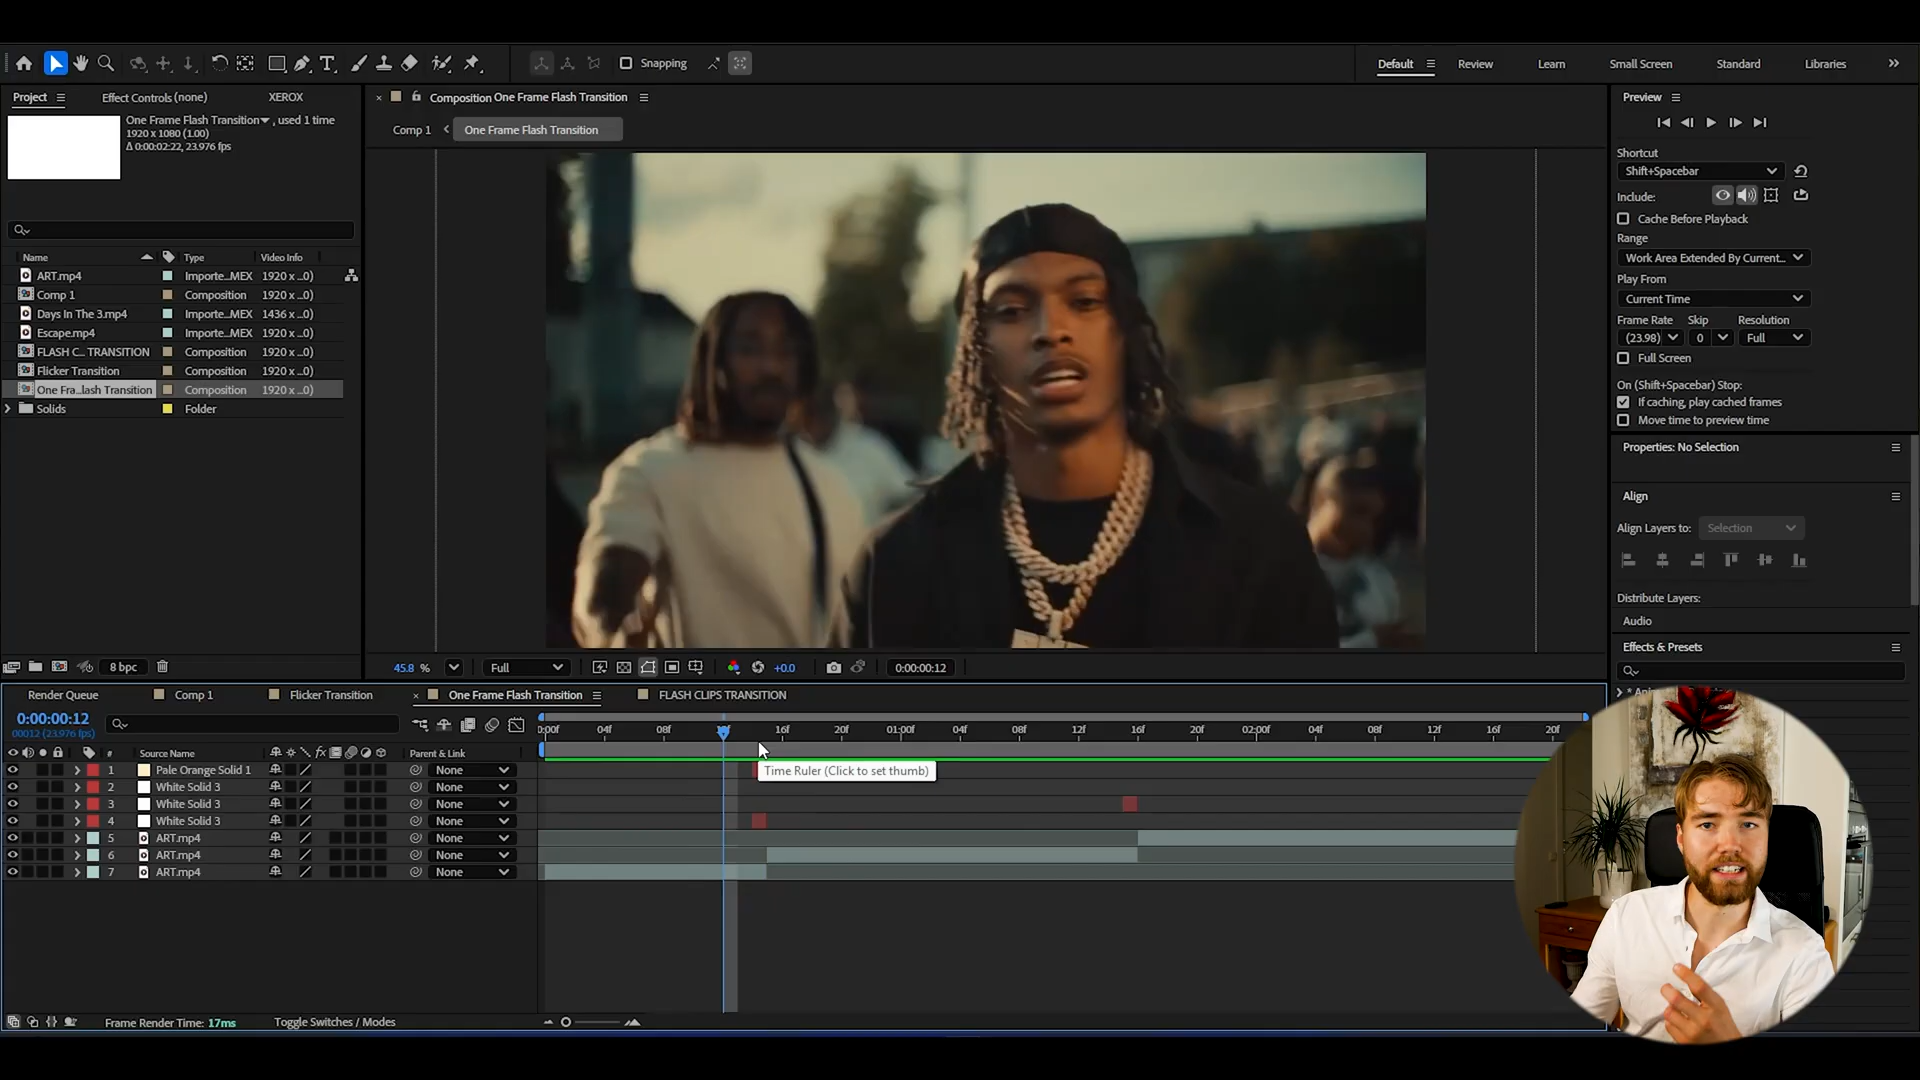 Snapping
Default
Review
Learn
Small Screen
Standard
Libraries
Project
Effect Controls (none)
XEROX
One Frame Flash Transition, used 1 time
1920 x 1080 (1.00)
Δ 0:00:02:22, 23.976 fps
Composition One Frame Flash Transition
Comp 1
One Frame Flash Transition
Name Type Video Info
ART.mp4 Importe...MEX 1920 x ...0)
Comp 1 Composition 1920 x ...0)
Days In The 3.mp4 Importe...MEX 1436 x ...0)
Escape.mp4 Importe...MEX 1920 x ...0)
FLASH C... TRANSITION Composition 1920 x ...0)
Flicker Transition Composition 1920 x ...0)
One Fra...lash Transition Composition 1920 x ...0)
Solids Folder
Preview
Shortcut
Shift+Spacebar
Include:
Cache Before Playback
Range
Work Area Extended By Current...
Play From
Current Time
Frame Rate Skip Resolution
(23.98) 0 Full
Full Screen
On (Shift+Spacebar) Stop:
If caching, play cached frames
Move time to preview time
Properties: No Selection
Align
Align Layers to: Selection
Distribute Layers:
Audio
Effects & Presets
8 bpc
45.8 %
Full
+0.0
0:00:00:12
Render Queue
Comp 1
Flicker Transition
One Frame Flash Transition
FLASH CLIPS TRANSITION
0:00:00:12
00012 (23.976 fps)
0:00f 04f 08f 16f 20f 01:00f 04f 08f 12f 16f 20f 02:00f 04f 08f 12f 16f 20f
# Source Name fx Parent & Link
1 Pale Orange Solid 1 None
2 White Solid 3 None
3 White Solid 3 None
4 White Solid 3 None
5 ART.mp4 None
6 ART.mp4 None
7 ART.mp4 None
Time Ruler (Click to set thumb)
Frame Render Time: 17ms
Toggle Switches / Modes